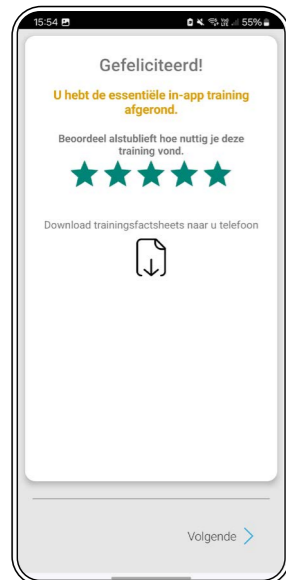 15:54
55%
Gefeliciteerd!
U hebt de essentiële in-app training
afgerond.
Beoordeel alstublieft hoe nuttig je deze
training vond.
Download trainingsfactsheets naar u telefoon
Volgende